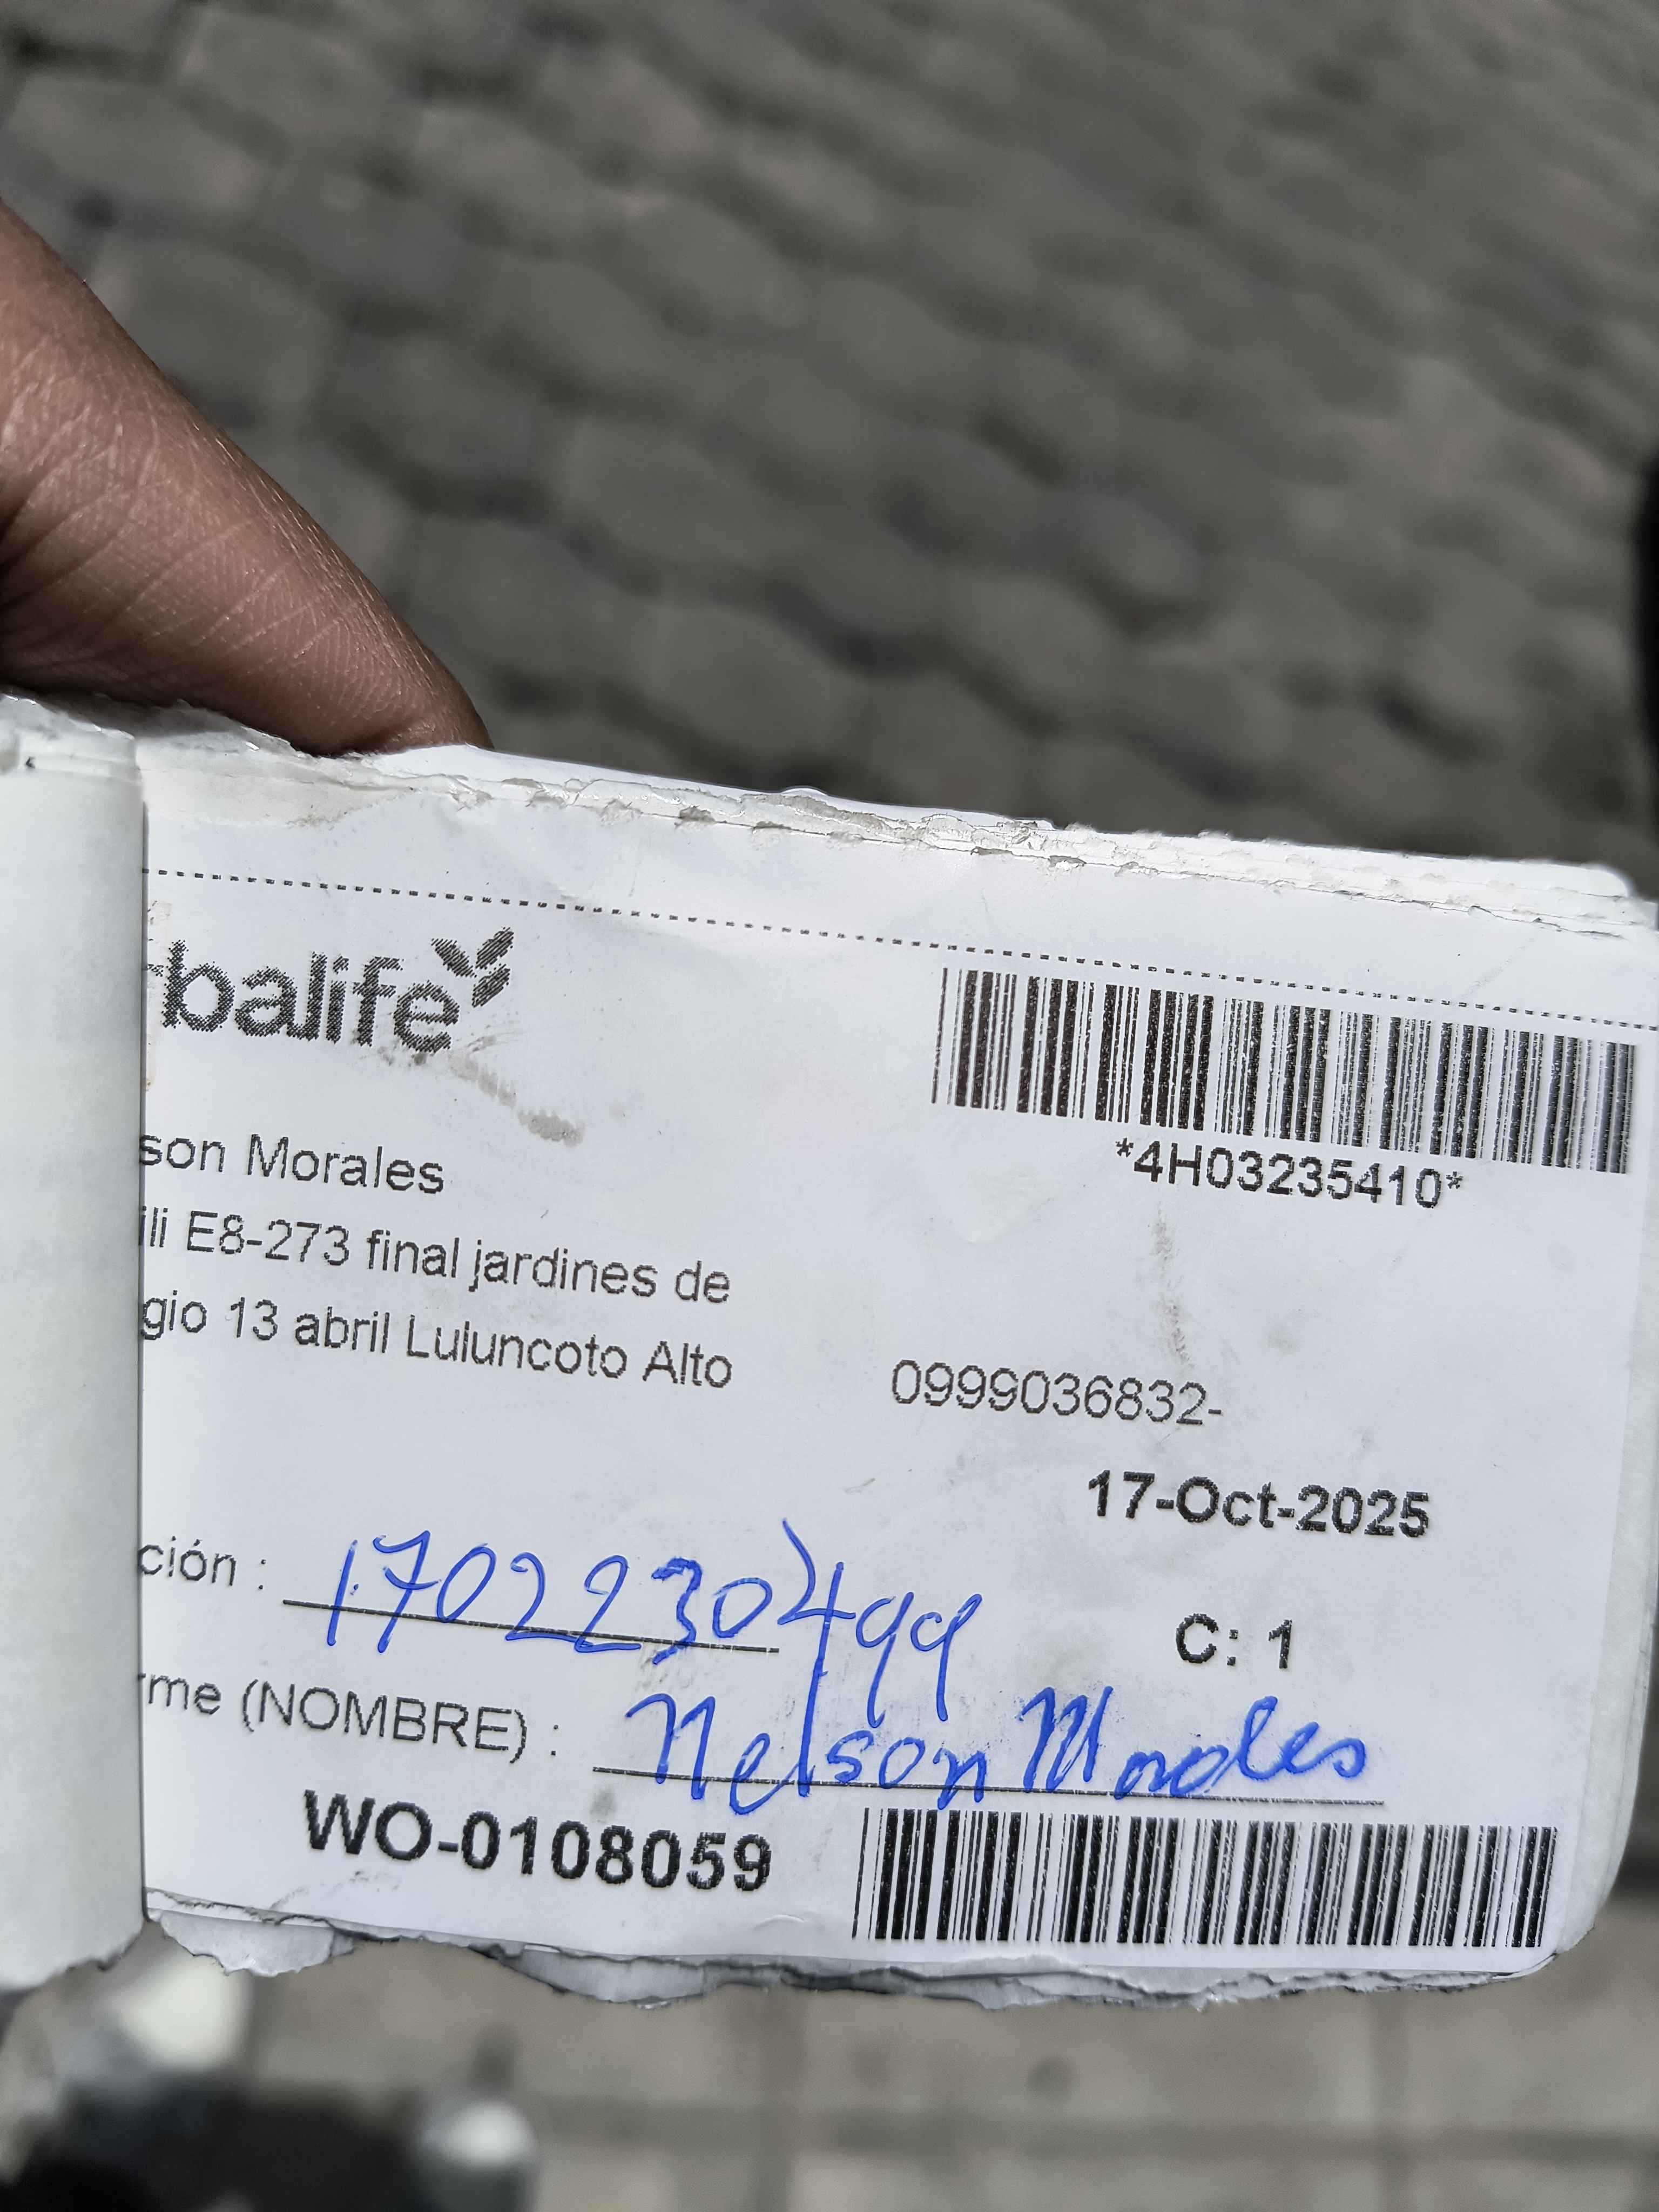 balife
*4H03235410*
son Morales
ili E8-273 final jardines de
gio 13 abril Luluncoto Alto
0999036832-
17-Oct-2025
ción : 1702230499
C: 1
me (NOMBRE) : Nelson Morales
WO-0108059